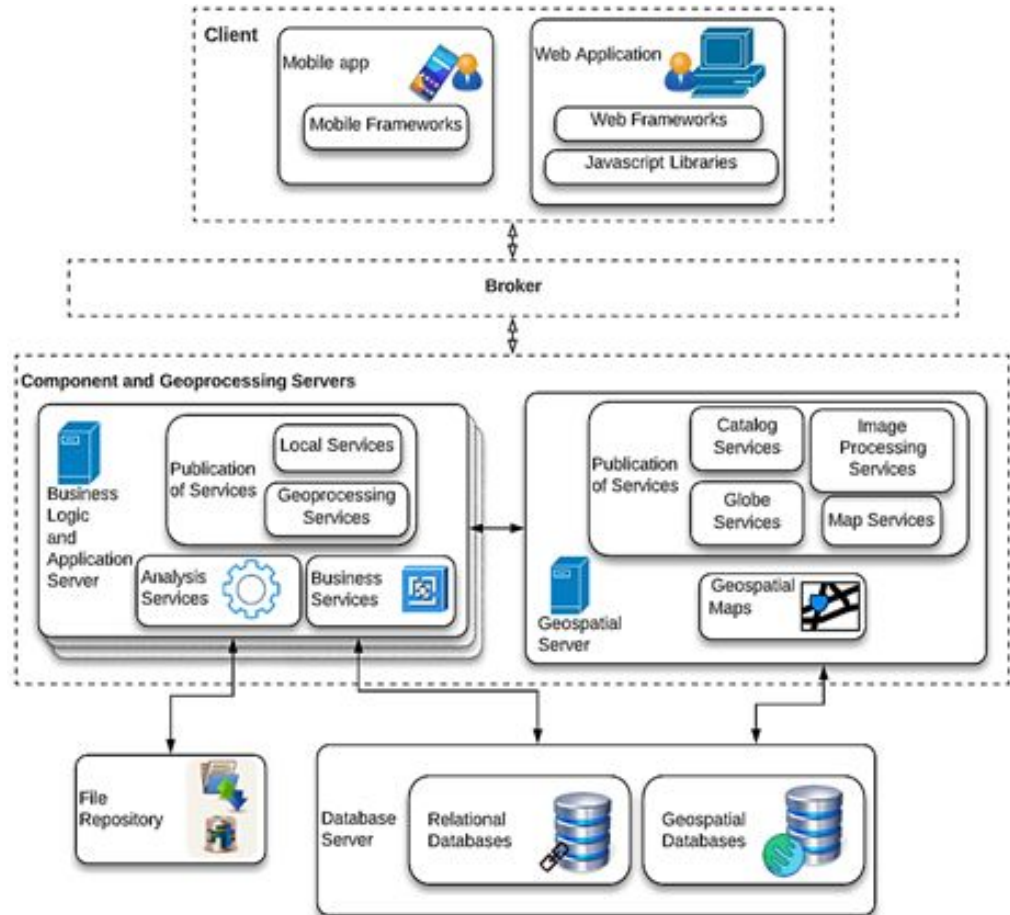 Client
Mobile app
Mobile Frameworks
Web Application
Web Frameworks
Javascript Libraries
Broker
Component and Geoprocessing Servers
Business
Logic
and
Application
Server
Publication
of Services
Local Services
Geoprocessing
Services
Analysis
Services
Business
Services
Publication
of Services
Catalog
Services
Image
Processing
Services
Globe
Services
Map Services
Geospatial
Server
Geospatial
Maps
File
Repository
Database
Server
Relational
Databases
Geospatial
Databases